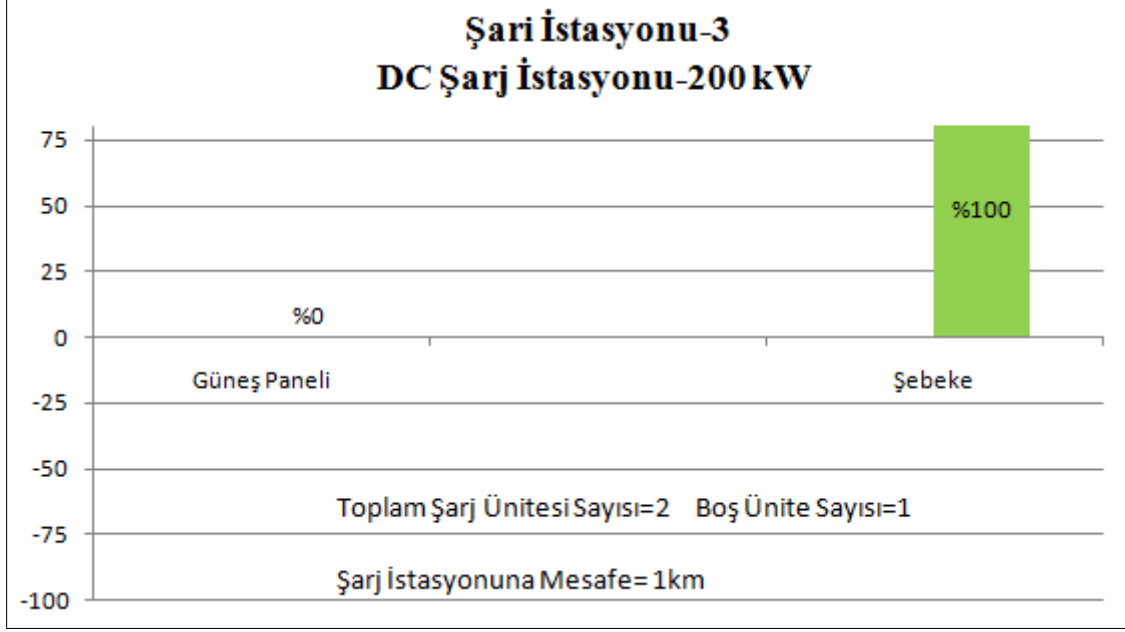 Şari İstasyonu-3
DC Şarj İstasyonu-200 kW
75
50
%100
25
%0
0
Güneş Paneli Şebeke
-25
-50
Toplam Şarj Ünitesi Sayısı=2 Boş Ünite Sayısı=1
-75
Şarj İstasyonuna Mesafe= 1km
-100